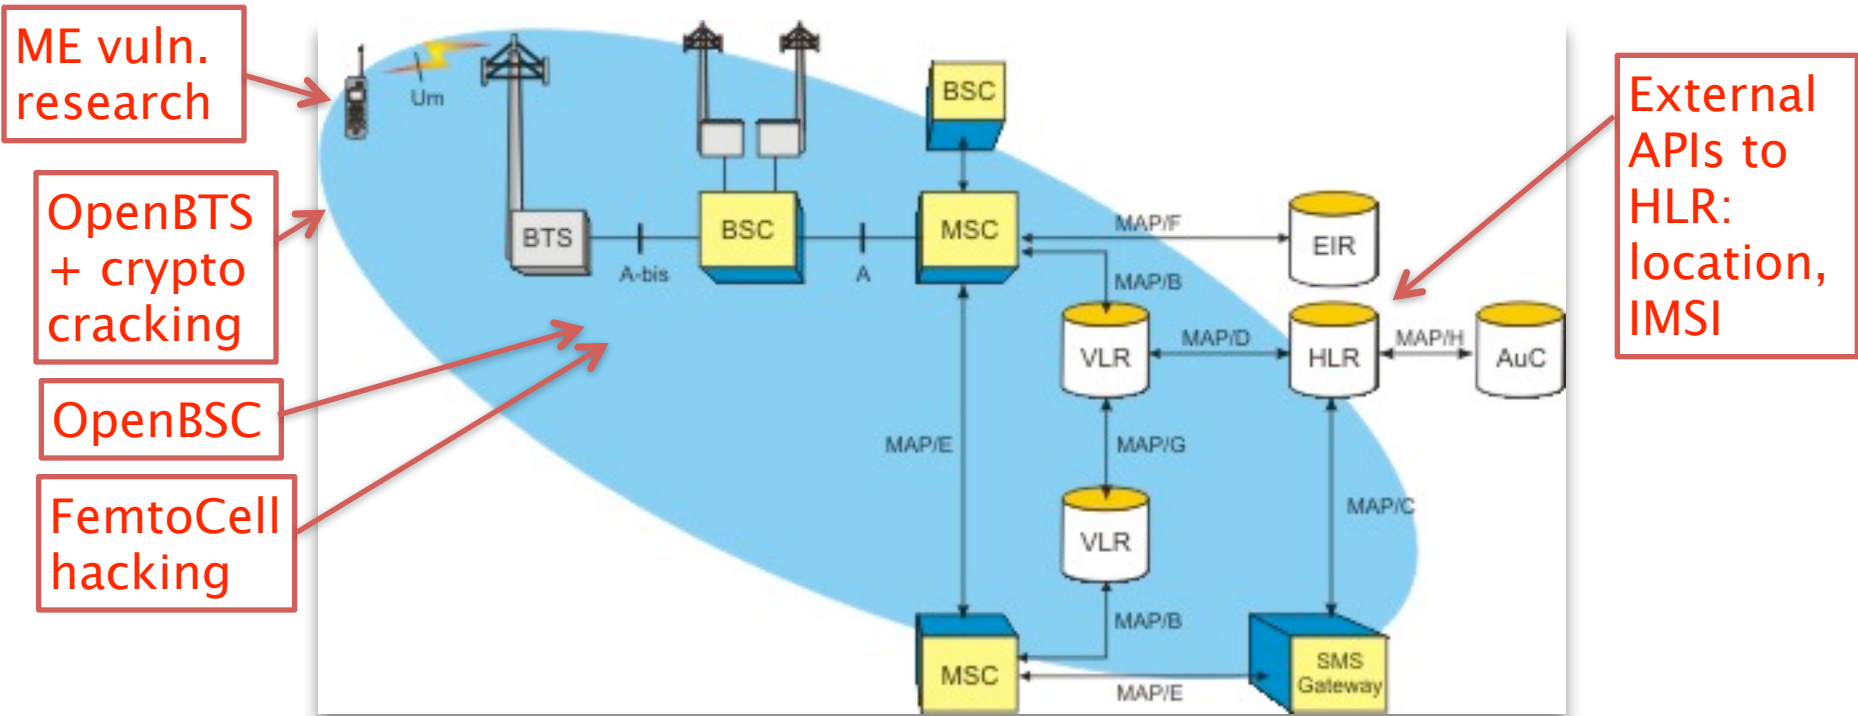 ME vuln.
research
OpenBTS
+ crypto
cracking
OpenBSC
FemtoCell
hacking
Um
BTS
A-bis
BSC
A
BSC
MSC
MAP/F
EIR
MAP/B
VLR
MAP/D
HLR
MAP/H
AuC
MAP/E
MAP/G
MAP/C
VLR
MAP/B
MSC
MAP/E
SMS
Gateway
External
APIs to
HLR:
location,
IMSI